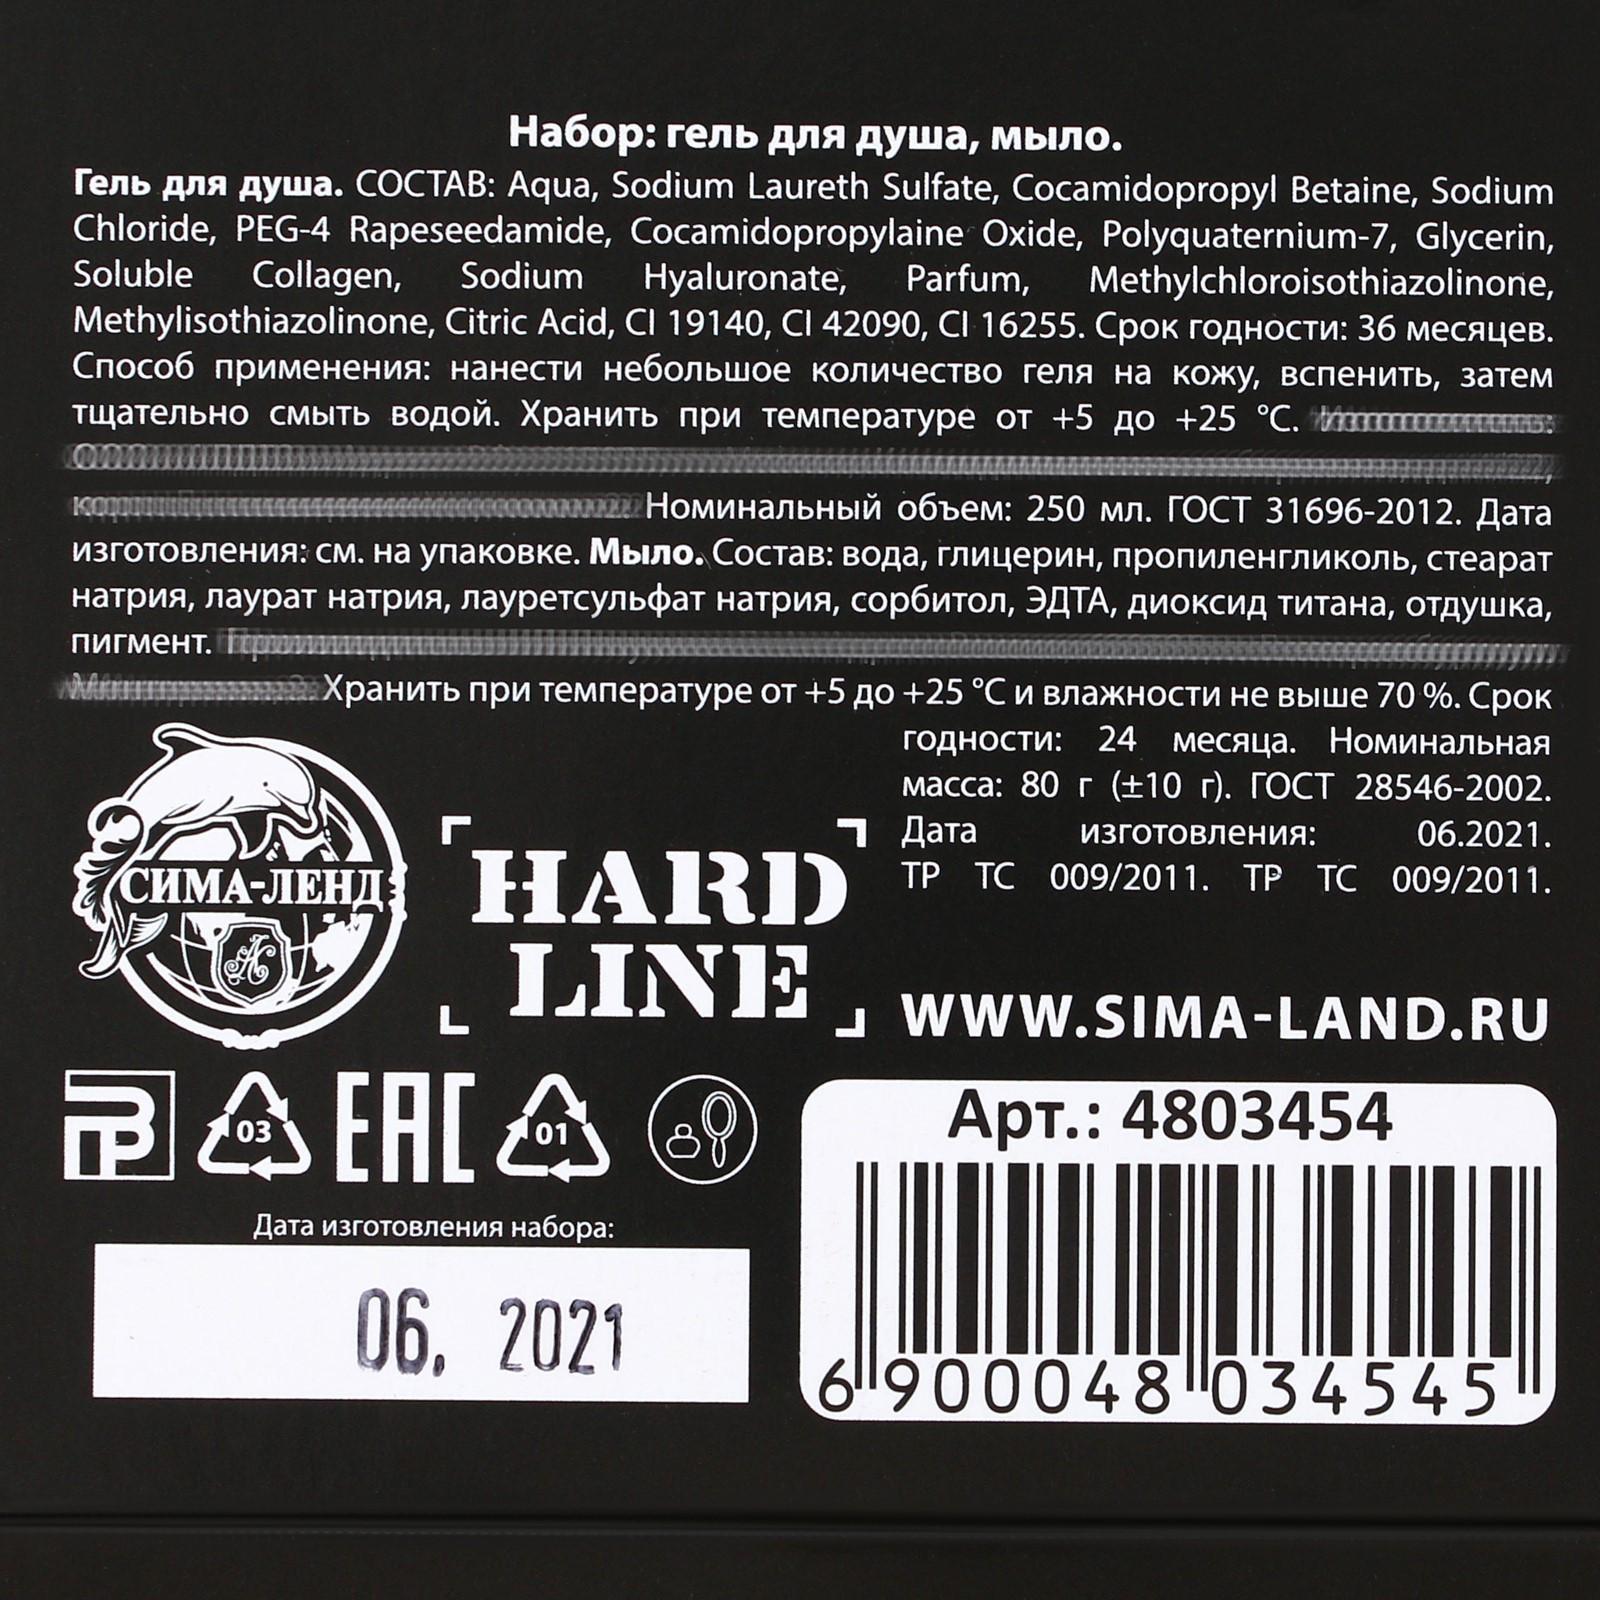 Набор: гель для душа, мыло.
Гель для душа. СОСТАВ: Aqua, Sodium Laureth Sulfate, Cocamidopropyl Betaine, Sodium
Chloride, PEG-4 Rapeseedamide, Cocamidopropylaine Oxide, Polyquaternium-7, Glycerin,
Soluble Collagen, Sodium Hyaluronate, Parfum, Methylchloroisothiazolinone,
Methylisothiazolinone, Citric Acid, CI 19140, CI 42090, CI 16255. Срок годности: 36 месяцев.
Способ применения: нанести небольшое количество геля на кожу, вспенить, затем
тщательно смыть водой. Хранить при температуре от +5 до +25 °C.
Номинальный объем: 250 мл. ГОСТ 31696-2012. Дата
изготовления: см. на упаковке. Мыло. Состав: вода, глицерин, пропиленгликоль, стеарат
натрия, лаурат натрия, лауретсульфат натрия, сорбитол, ЭДТА, диоксид титана, отдушка,
пигмент.
Хранить при температуре от +5 до +25 °C и влажности не выше 70 %. Срок
годности: 24 месяца. Номинальная
масса: 80 г (±10 г). ГОСТ 28546-2002.
Дата изготовления: 06.2021.
ТР ТС 009/2011. ТР ТС 009/2011.
СИМА-ЛЕНД
HARD
LINE
WWW.SIMA-LAND.RU
03
EAC
01
Арт.: 4803454
6 900048 034545
Дата изготовления набора:
06. 2021